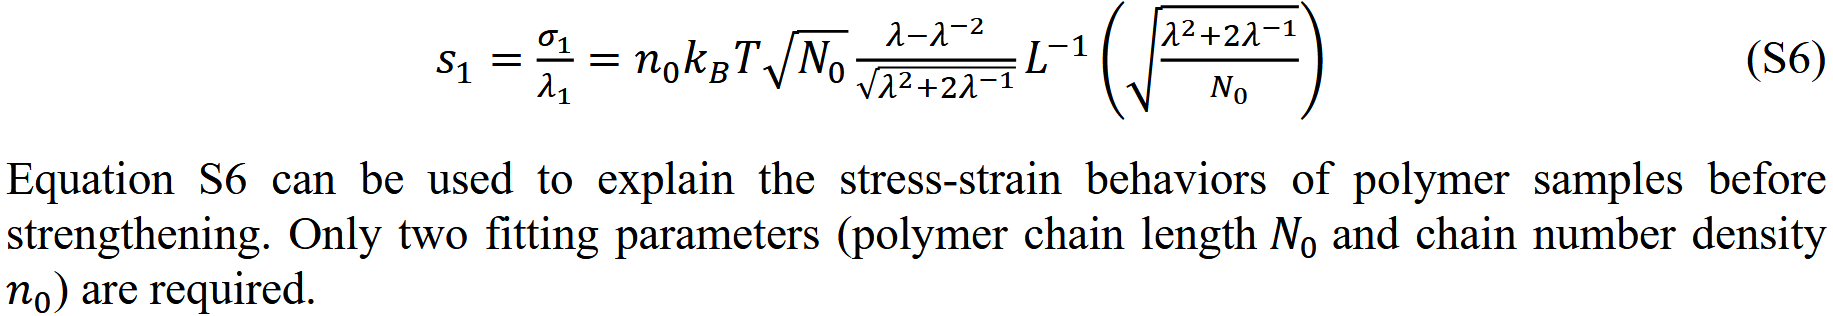 s₁ = σ₁/λ₁ = n₀k_BT√N₀ (λ−λ⁻²)/√(λ²+2λ⁻¹) L⁻¹(√((λ²+2λ⁻¹)/N₀)) (S6)
Equation S6 can be used to explain the stress-strain behaviors of polymer samples before
strengthening. Only two fitting parameters (polymer chain length N₀ and chain number density
n₀) are required.